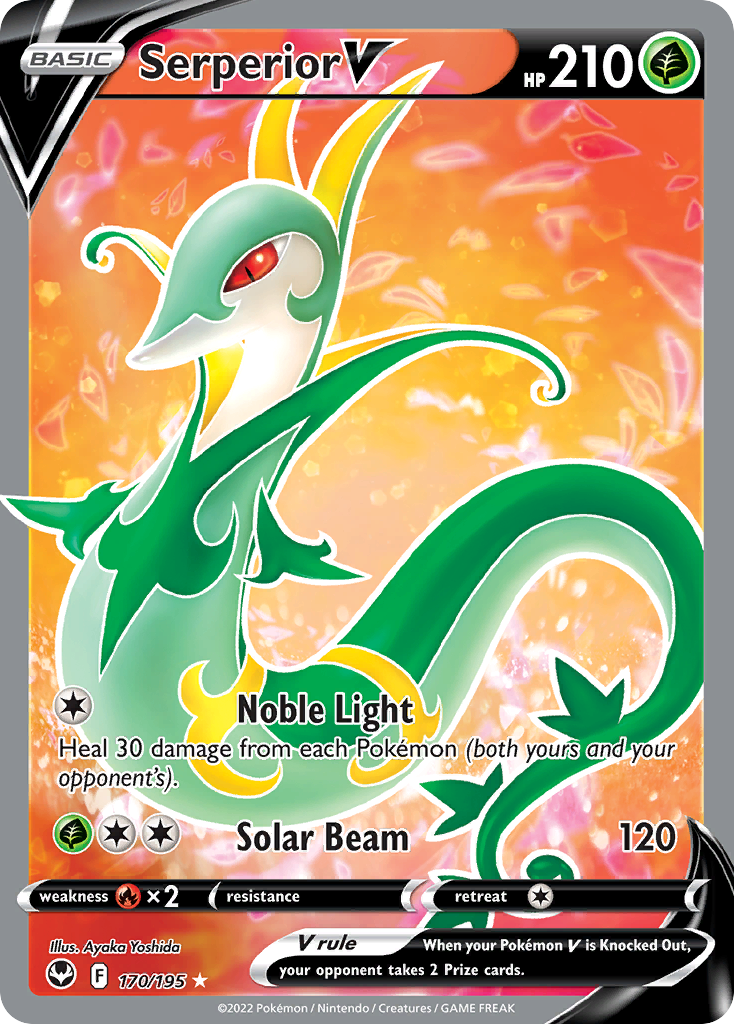 BASIC Serperior V HP 210
Noble Light
Heal 30 damage from each Pokémon (both yours and your
opponent's).
Solar Beam 120
weakness ×2 resistance retreat
Illus. Ayaka Yoshida
V rule When your Pokémon V is Knocked Out,
your opponent takes 2 Prize cards.
F 170/195
©2022 Pokémon / Nintendo / Creatures / GAME FREAK